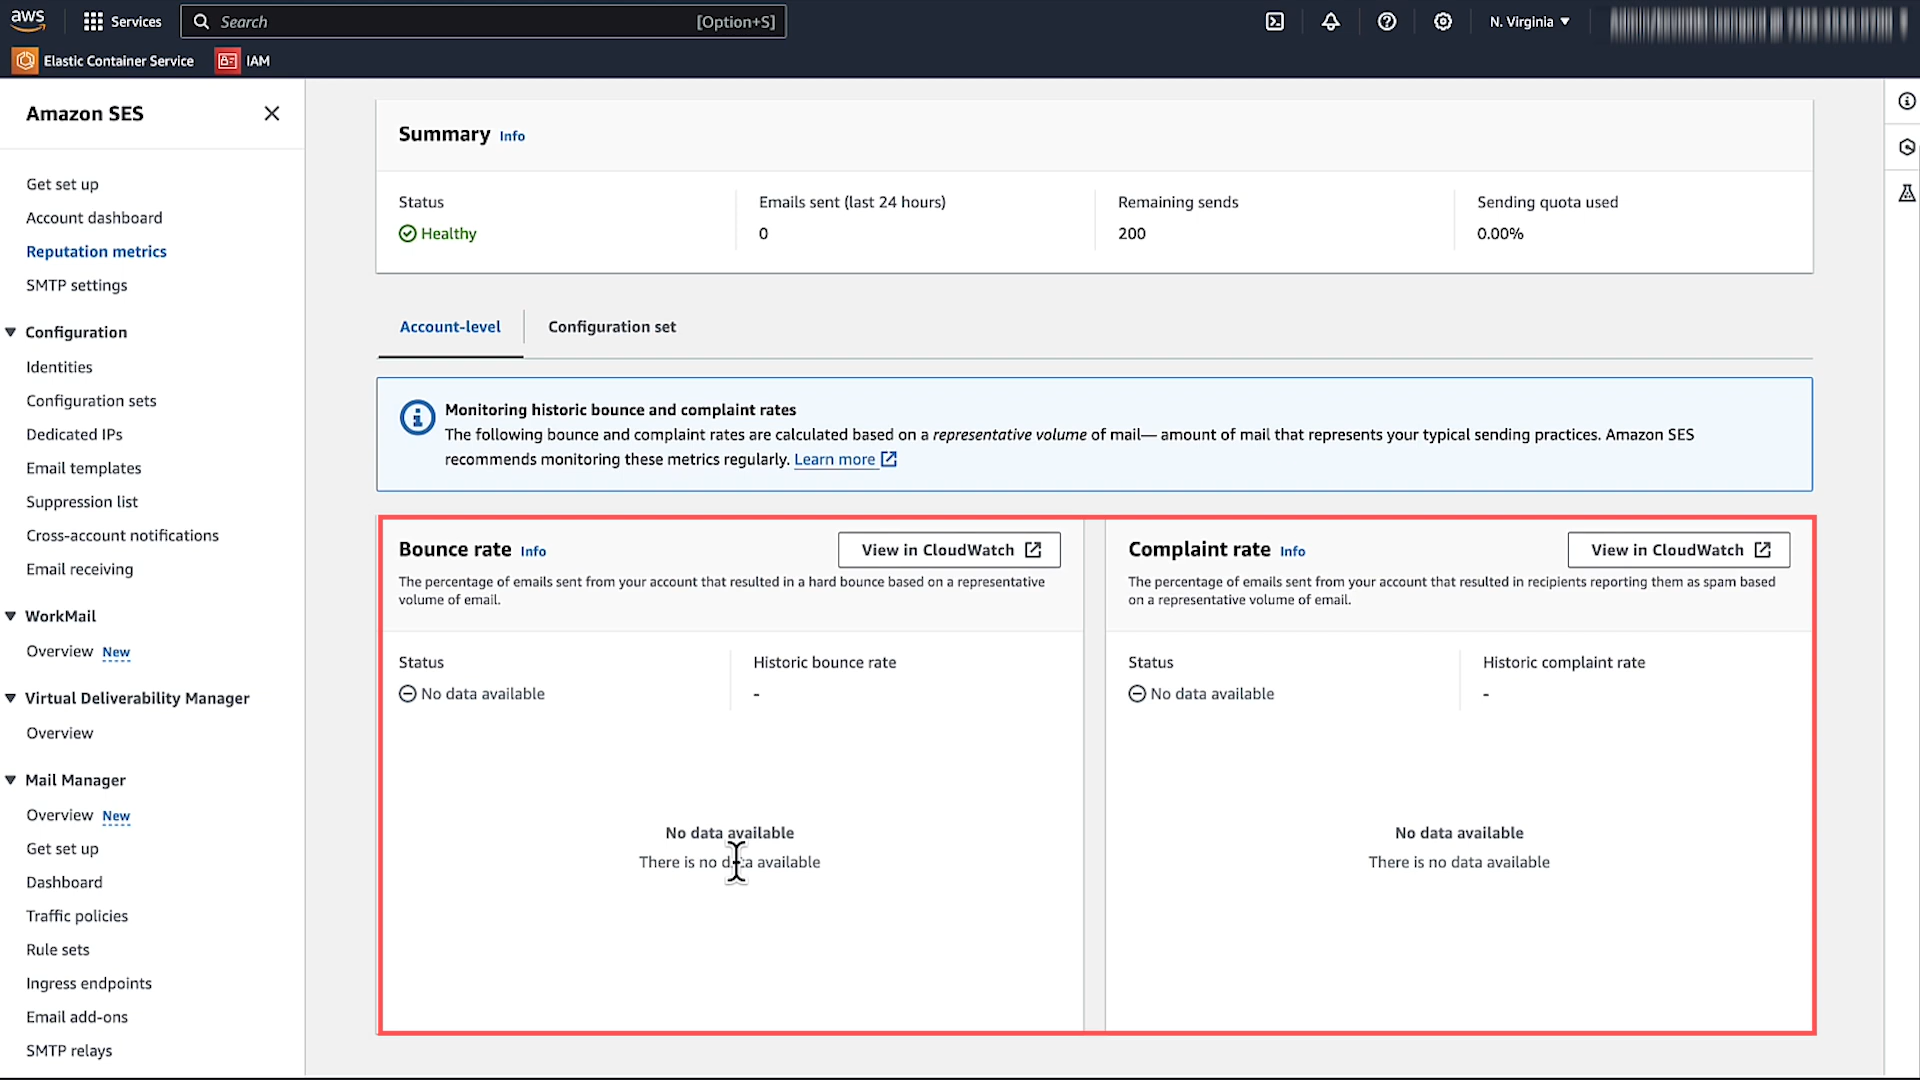 aws
Services
Search
[Option+S]
N. Virginia
Elastic Container Service
IAM
Amazon SES
Get set up
Account dashboard
Reputation metrics
SMTP settings
Configuration
Identities
Configuration sets
Dedicated IPs
Email templates
Suppression list
Cross-account notifications
Email receiving
WorkMail
Overview New
Virtual Deliverability Manager
Overview
Mail Manager
Overview New
Get set up
Dashboard
Traffic policies
Rule sets
Ingress endpoints
Email add-ons
SMTP relays
Summary Info
Status
Healthy
Emails sent (last 24 hours)
0
Remaining sends
200
Sending quota used
0.00%
Account-level
Configuration set
Monitoring historic bounce and complaint rates
The following bounce and complaint rates are calculated based on a representative volume of mail— amount of mail that represents your typical sending practices. Amazon SES
recommends monitoring these metrics regularly. Learn more
Bounce rate Info
View in CloudWatch
The percentage of emails sent from your account that resulted in a hard bounce based on a representative
volume of email.
Status
No data available
Historic bounce rate
-
No data available
There is no data available
Complaint rate Info
View in CloudWatch
The percentage of emails sent from your account that resulted in recipients reporting them as spam based
on a representative volume of email.
Status
No data available
Historic complaint rate
-
No data available
There is no data available